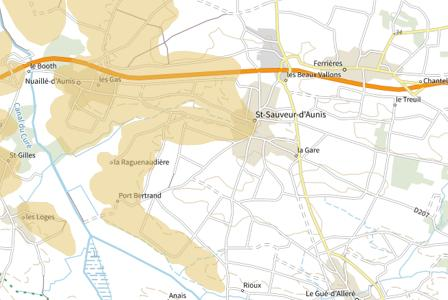 le Booth
Nuaillé-d'Aunis
les Gas
Ferrières
les Beaux Vallons
Chantel
le Treuil
Canal du Curé
St-Sauveur-d'Aunis
la Gare
St-Gilles
la Raguenaudière
Port Bertrand
les Loges
D207
Rioux
Anais
Le Gué-d'Alleré